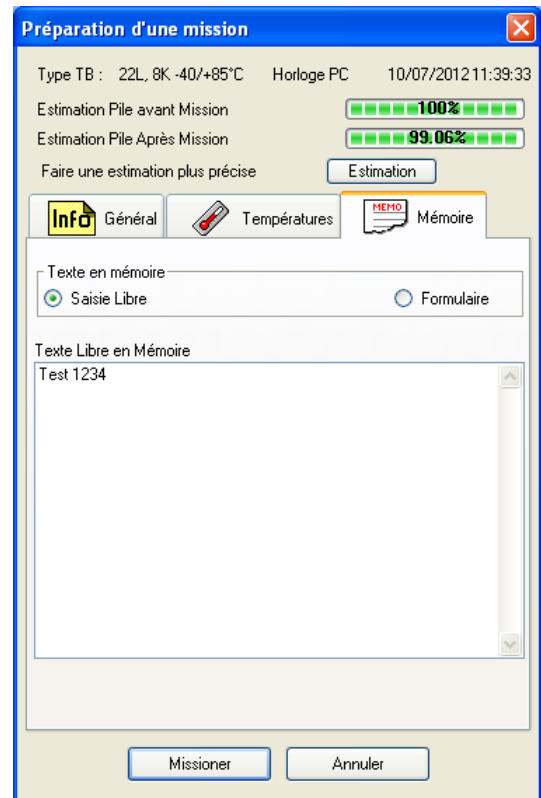 Préparation d'une mission
Type TB : 22L, 8K -40/+85°C Horloge PC 10/07/2012 11:39:33
Estimation Pile avant Mission 100%
Estimation Pile Après Mission 99.06%
Faire une estimation plus précise Estimation
Info Général Températures MEMO Mémoire
Texte en mémoire
Saisie Libre Formulaire
Texte Libre en Mémoire
Test 1234
Missioner Annuler